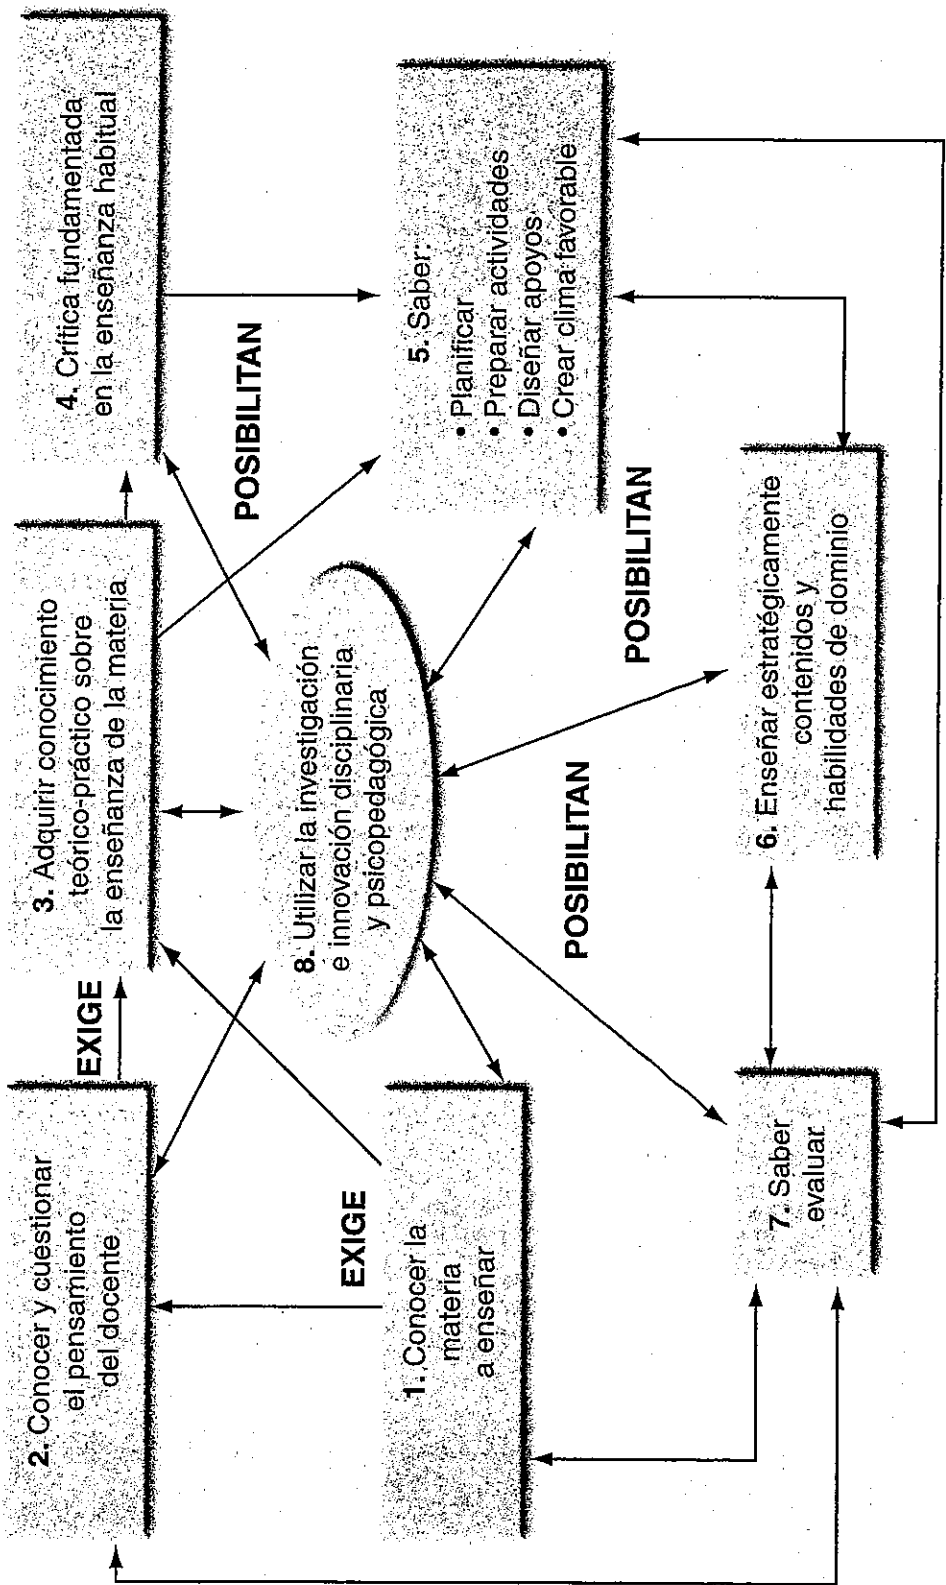 2. Conocer y cuestionar
el pensamiento
del docente
EXIGE
3. Adquirir conocimiento
teórico-práctico sobre
la enseñanza de la materia
4. Crítica fundamentada
en la enseñanza habitual
POSIBILITAN
EXIGE
1. Conocer la
materia
a enseñar
8. Utilizar la investigación
e innovación disciplinaria
y psicopedagógica
5. Saber:
• Planificar
• Preparar actividades
• Diseñar apoyos
• Crear clima favorable
POSIBILITAN
POSIBILITAN
7. Saber
evaluar
6. Enseñar estratégicamente
contenidos y
habilidades de dominio